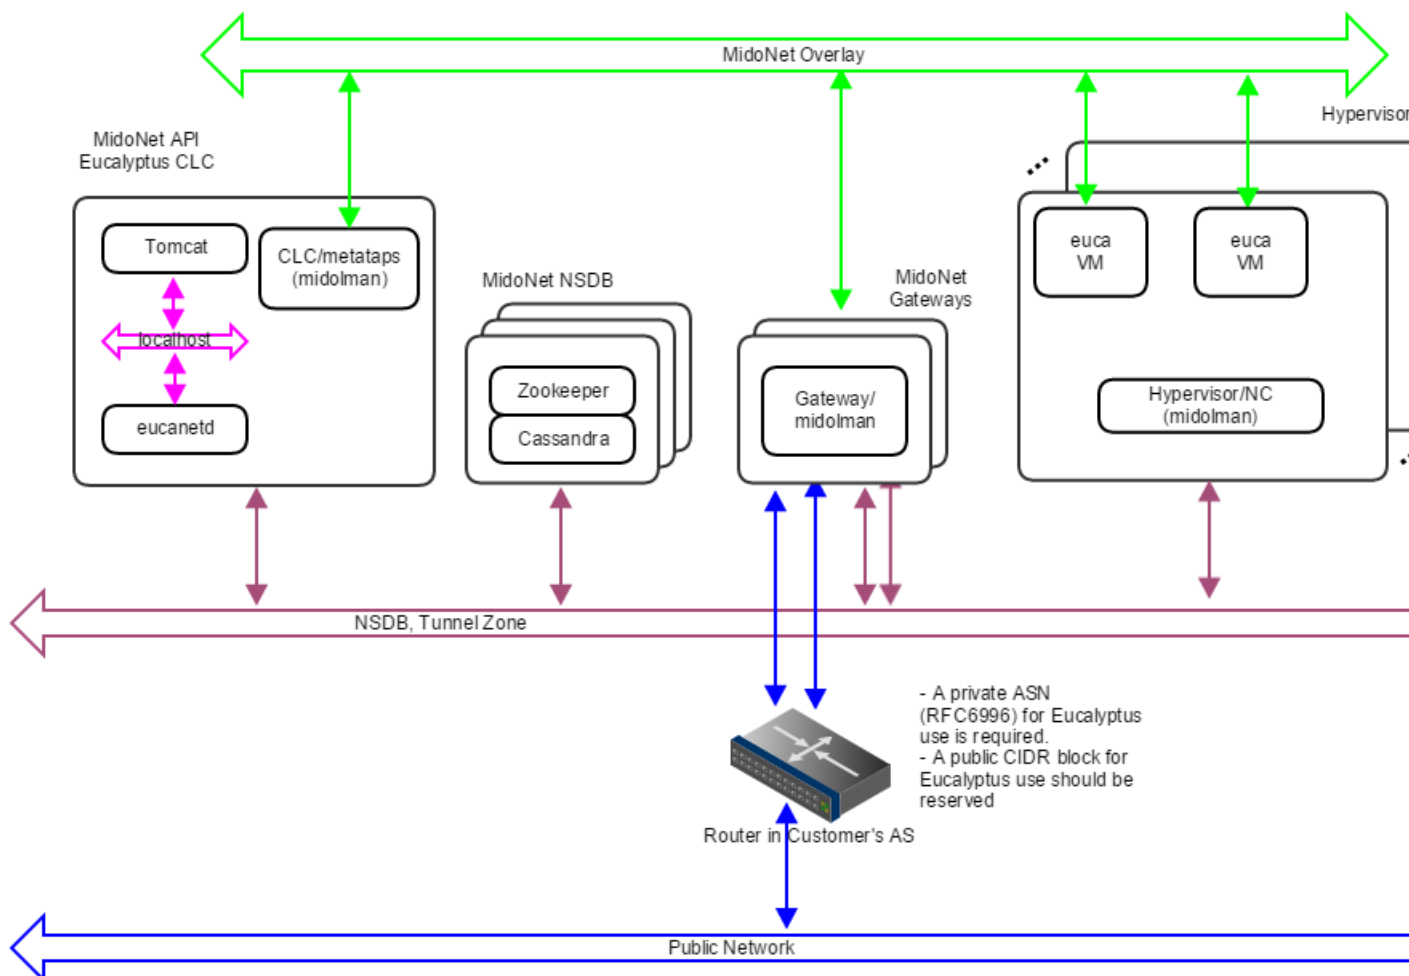 MidoNet Overlay
Hypervisor
MidoNet API
Eucalyptus CLC
Tomcat
CLC/metataps
(midolman)
localhost
eucanetd
MidoNet NSDB
Zookeeper
Cassandra
MidoNet
Gateways
Gateway/
midolman
euca
VM
euca
VM
Hypervisor/NC
(midolman)
NSDB, Tunnel Zone
- A private ASN
(RFC6996) for Eucalyptus
use is required.
- A public CIDR block for
Eucalyptus use should be
reserved
Router in Customer's AS
Public Network